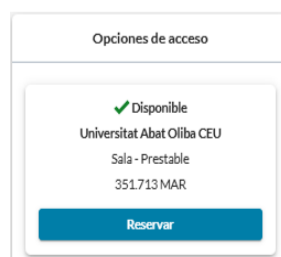 Opciones de acceso
Disponible
Universitat Abat Oliba CEU
Sala - Prestable
351.713 MAR
Reservar